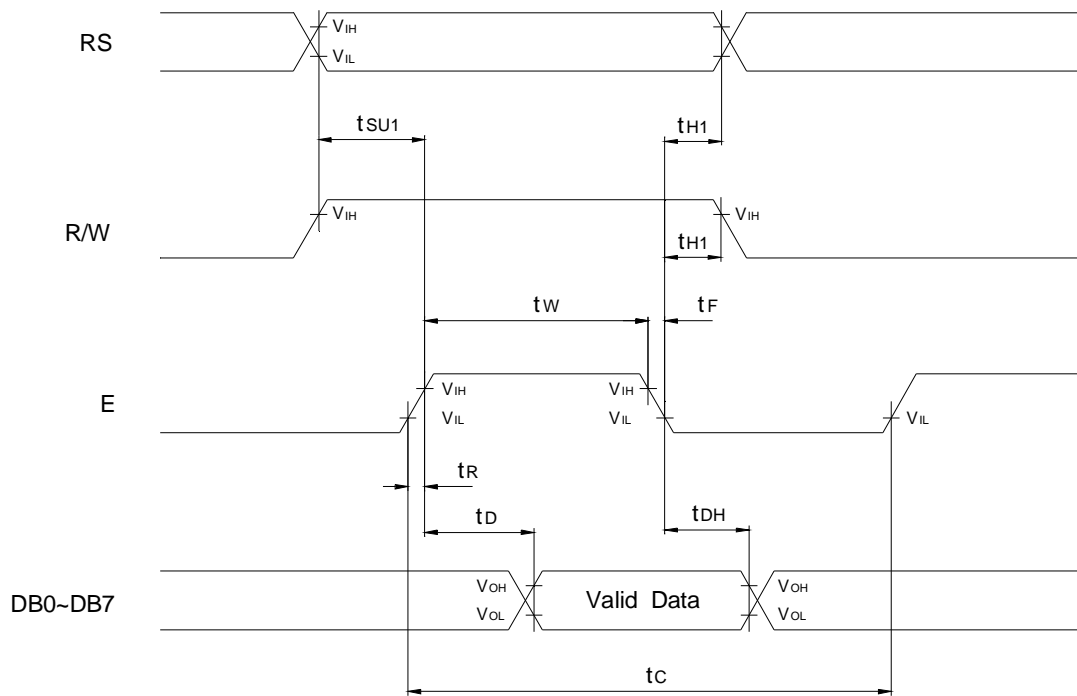 RS
VIH
VIL
tSU1
tH1
R/W
VIH
VIH
tH1
tW
tF
E
VIH
VIH
VIL
VIL
VIL
tR
tD
tDH
DB0~DB7
VOH
Valid Data
VOH
VOL
VOL
tC